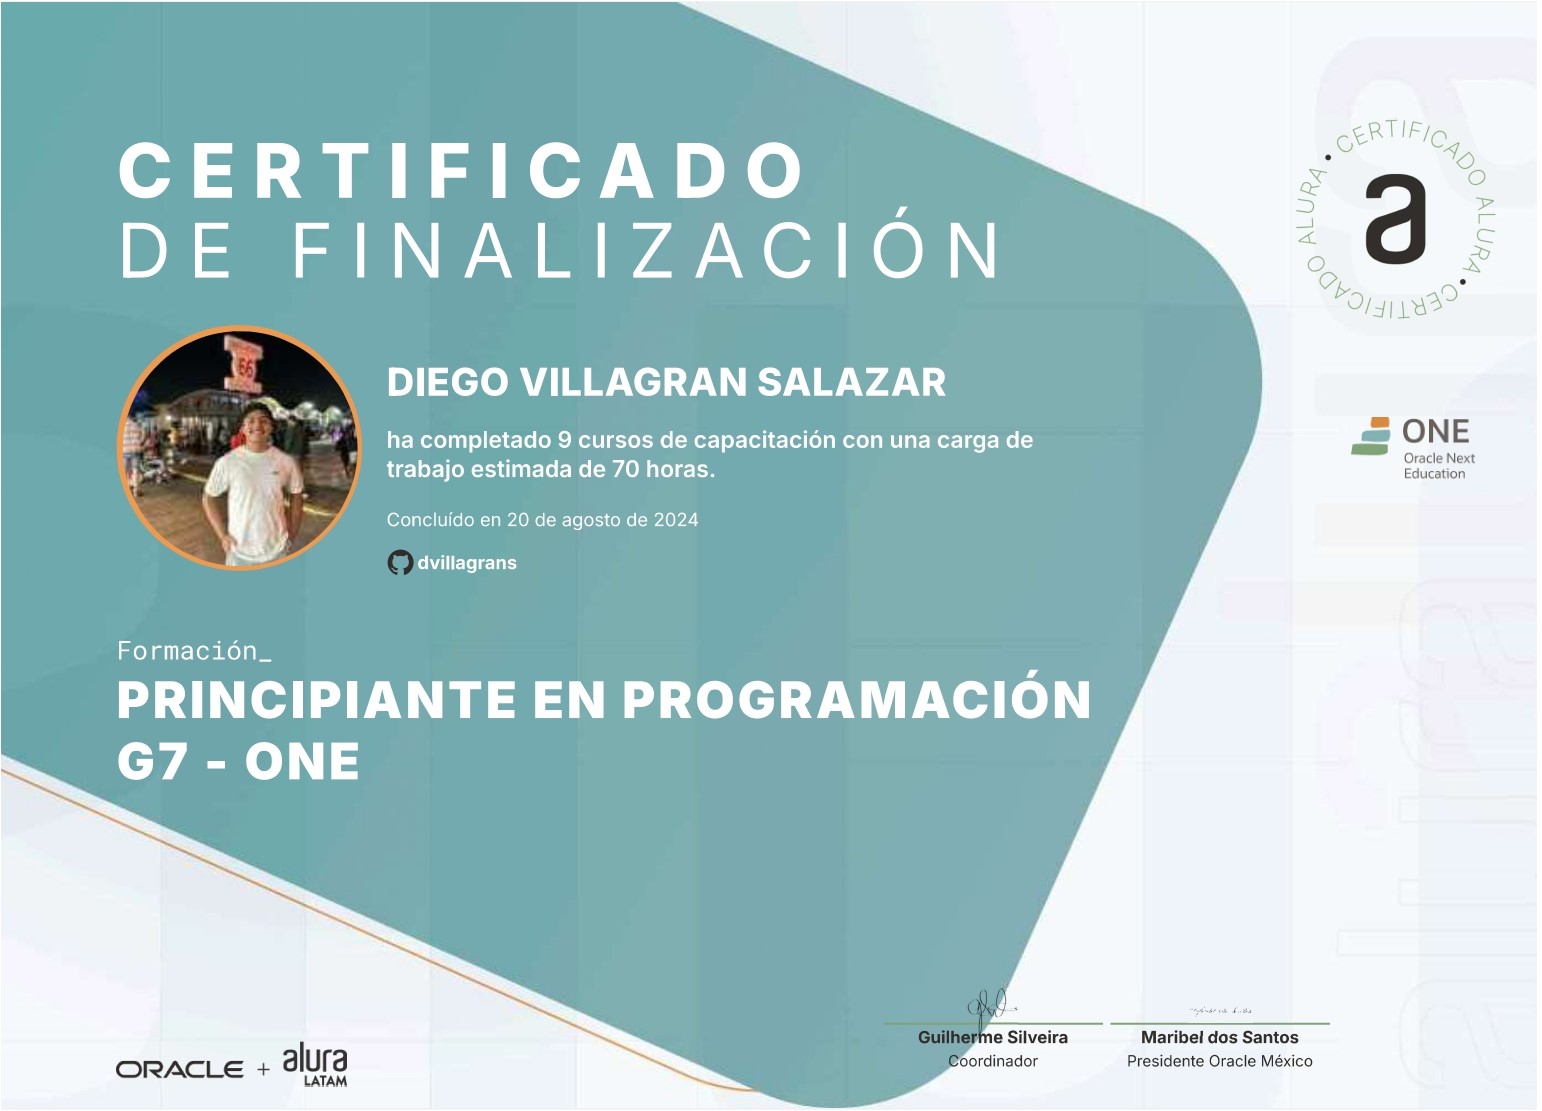 CERTIFICADO
DE FINALIZACIÓN
CERTIFICADO ALURA • CERTIFICADO ALURA •
a
66
DIEGO VILLAGRAN SALAZAR
ha completado 9 cursos de capacitación con una carga de
trabajo estimada de 70 horas.
Concluído en 20 de agosto de 2024
dvillagrans
ONE
Oracle Next
Education
Formación_
PRINCIPIANTE EN PROGRAMACIÓN
G7 - ONE
Guilherme Silveira
Coordinador
Maribel dos Santos
Presidente Oracle México
ORACLE + alura
LATAM